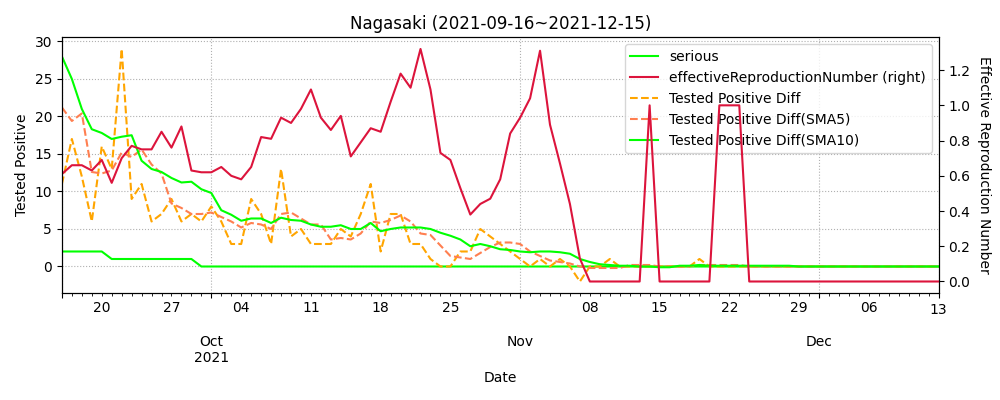 Nagasaki (2021-09-16~2021-12-15)
serious
effectiveReproductionNumber (right)
Tested Positive Diff
Tested Positive Diff(SMA5)
Tested Positive Diff(SMA10)
Tested Positive
30
25
20
15
10
5
0
Effective Reproduction Number
1.2
1.0
0.8
0.6
0.4
0.2
0.0
20 27 04 11 18 25 08 15 22 29 06 13
Oct Nov Dec
2021
Date